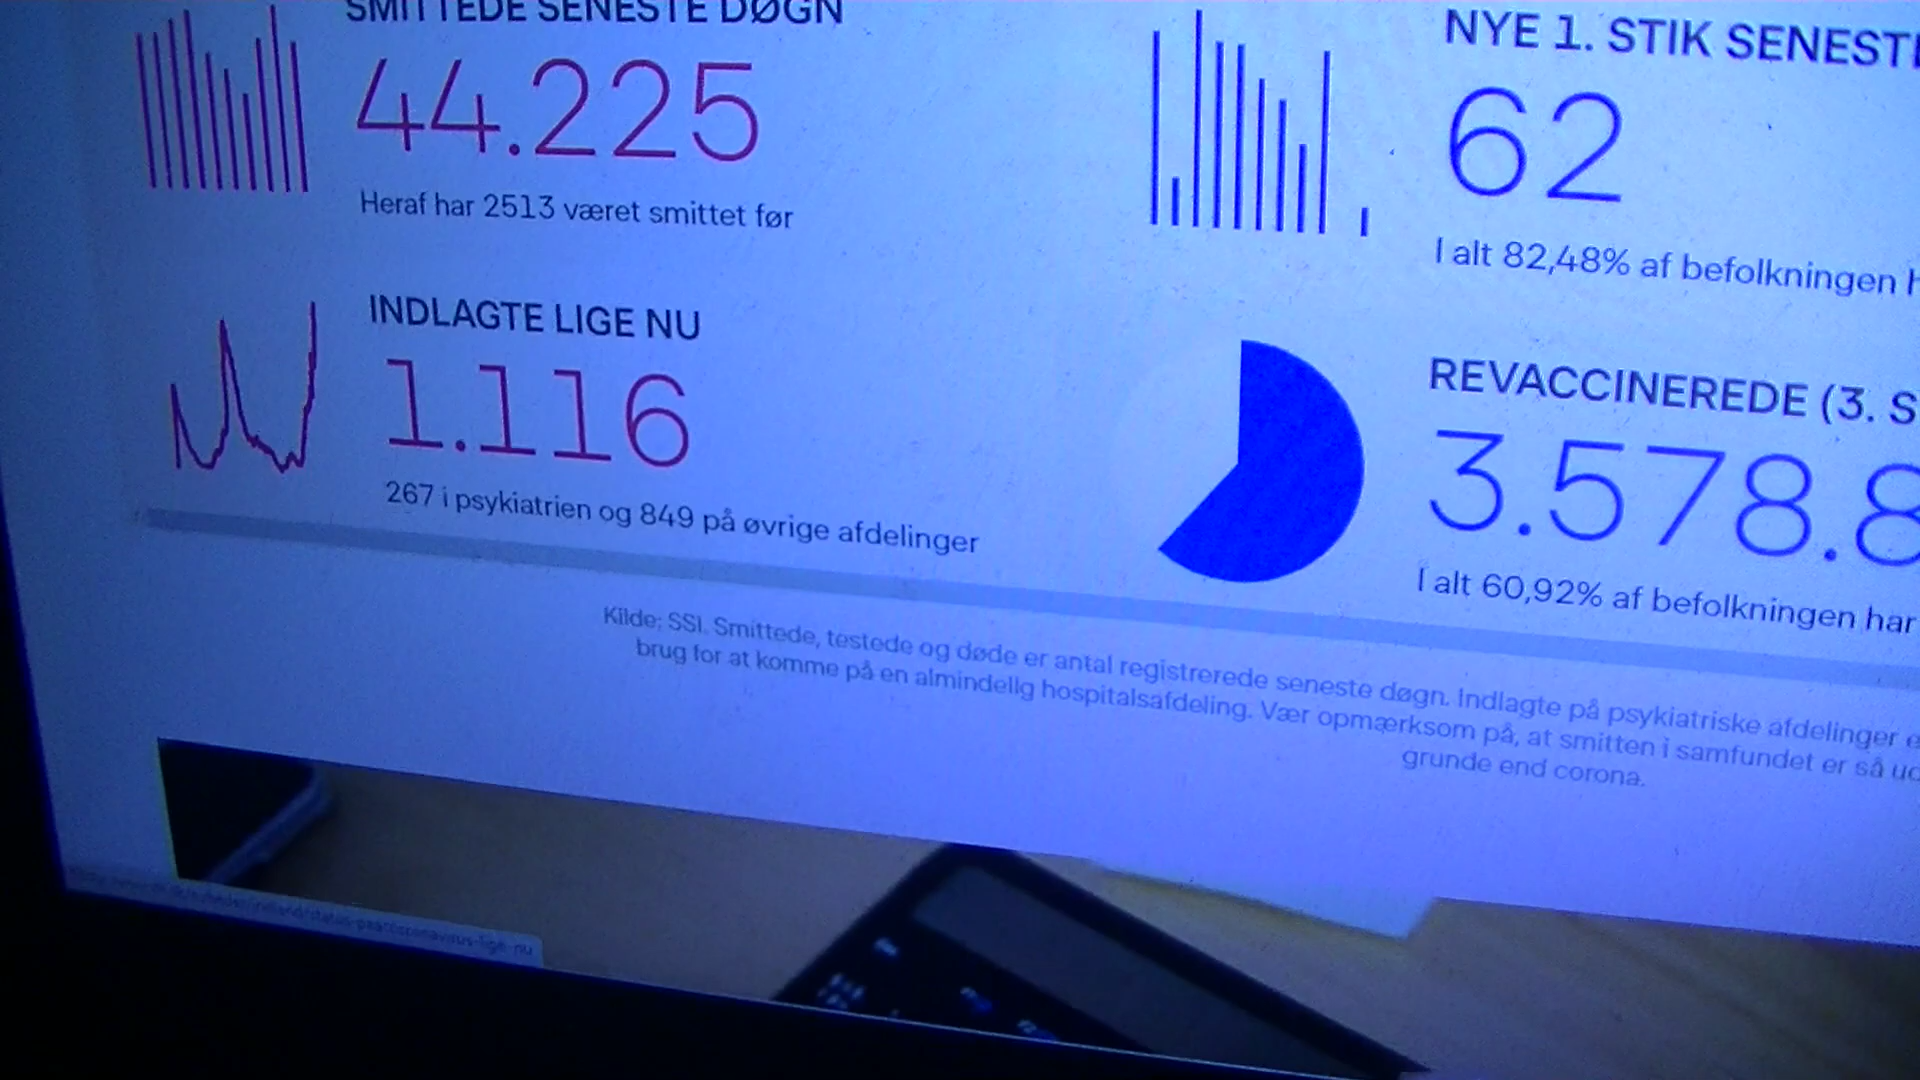 SMITTEDE SENESTE DØGN
44.225
Heraf har 2513 været smittet før
INDLAGTE LIGE NU
1.116
267 i psykiatrien og 849 på øvrige afdelinger
NYE 1. STIK SENESTE
62
I alt 82,48% af befolkningen h
REVACCINEREDE (3. S
3.578.8
I alt 60,92% af befolkningen har
Kilde: SSI. Smittede, testede og døde er antal registrerede seneste døgn. Indlagte på psykiatriske afdelinger e
brug for at komme på en almindelig hospitalsafdeling. Vær opmærksom på, at smitten i samfundet er så ud
grunde end corona.